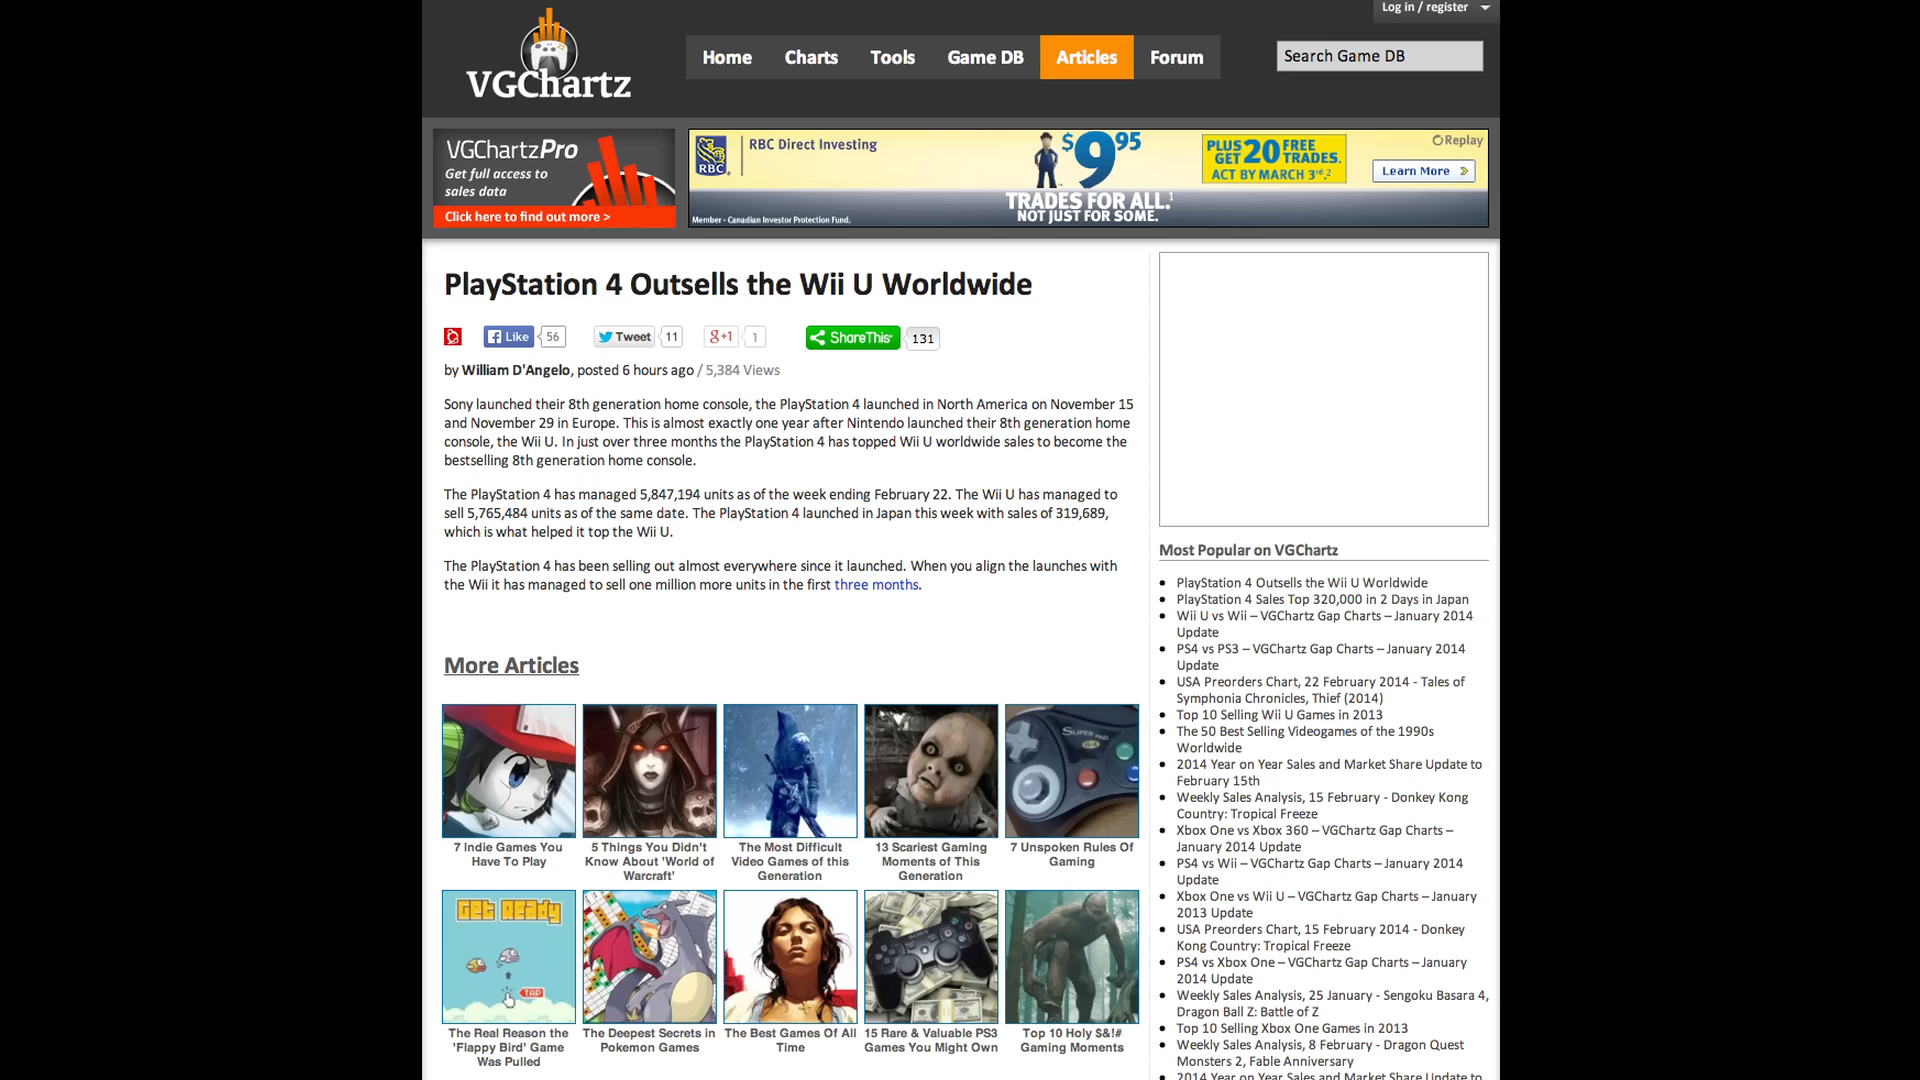 Log in / register
VGChartz
Home
Charts
Tools
Game DB
Articles
Forum
Search Game DB
VGChartzPro
Get full access to
sales data
Click here to find out more >
RBC
RBC Direct Investing
Member - Canadian Investor Protection Fund.
$9.95
TRADES FOR ALL.1
NOT JUST FOR SOME.
PLUS 20 FREE
GET TRADES.
ACT BY MARCH 3rd.2
Replay
Learn More
PlayStation 4 Outsells the Wii U Worldwide
Like 56
Tweet 11
g+1 1
ShareThis 131
by William D'Angelo, posted 6 hours ago / 5,384 Views
Sony launched their 8th generation home console, the PlayStation 4 launched in North America on November 15
and November 29 in Europe. This is almost exactly one year after Nintendo launched their 8th generation home
console, the Wii U. In just over three months the PlayStation 4 has topped Wii U worldwide sales to become the
bestselling 8th generation home console.
The PlayStation 4 has managed 5,847,194 units as of the week ending February 22. The Wii U has managed to
sell 5,765,484 units as of the same date. The PlayStation 4 launched in Japan this week with sales of 319,689,
which is what helped it top the Wii U.
The PlayStation 4 has been selling out almost everywhere since it launched. When you align the launches with
the Wii it has managed to sell one million more units in the first three months.
More Articles
SUPER PAD
64
7 Indie Games You
Have To Play
5 Things You Didn't
Know About 'World of
Warcraft'
The Most Difficult
Video Games of this
Generation
13 Scariest Gaming
Moments of This
Generation
7 Unspoken Rules Of
Gaming
Get Ready
TAP
The Real Reason the
'Flappy Bird' Game
Was Pulled
The Deepest Secrets in
Pokemon Games
The Best Games Of All
Time
15 Rare & Valuable PS3
Games You Might Own
Top 10 Holy $&!#
Gaming Moments
Most Popular on VGChartz
PlayStation 4 Outsells the Wii U Worldwide
PlayStation 4 Sales Top 320,000 in 2 Days in Japan
Wii U vs Wii – VGChartz Gap Charts – January 2014
Update
PS4 vs PS3 – VGChartz Gap Charts – January 2014
Update
USA Preorders Chart, 22 February 2014 - Tales of
Symphonia Chronicles, Thief (2014)
Top 10 Selling Wii U Games in 2013
The 50 Best Selling Videogames of the 1990s
Worldwide
2014 Year on Year Sales and Market Share Update to
February 15th
Weekly Sales Analysis, 15 February - Donkey Kong
Country: Tropical Freeze
Xbox One vs Xbox 360 – VGChartz Gap Charts –
January 2014 Update
PS4 vs Wii – VGChartz Gap Charts – January 2014
Update
Xbox One vs Wii U – VGChartz Gap Charts – January
2013 Update
USA Preorders Chart, 15 February 2014 - Donkey
Kong Country: Tropical Freeze
PS4 vs Xbox One – VGChartz Gap Charts – January
2014 Update
Weekly Sales Analysis, 25 January - Sengoku Basara 4,
Dragon Ball Z: Battle of Z
Top 10 Selling Xbox One Games in 2013
Weekly Sales Analysis, 8 February - Dragon Quest
Monsters 2, Fable Anniversary
2014 Year on Year Sales and Market Share Update to